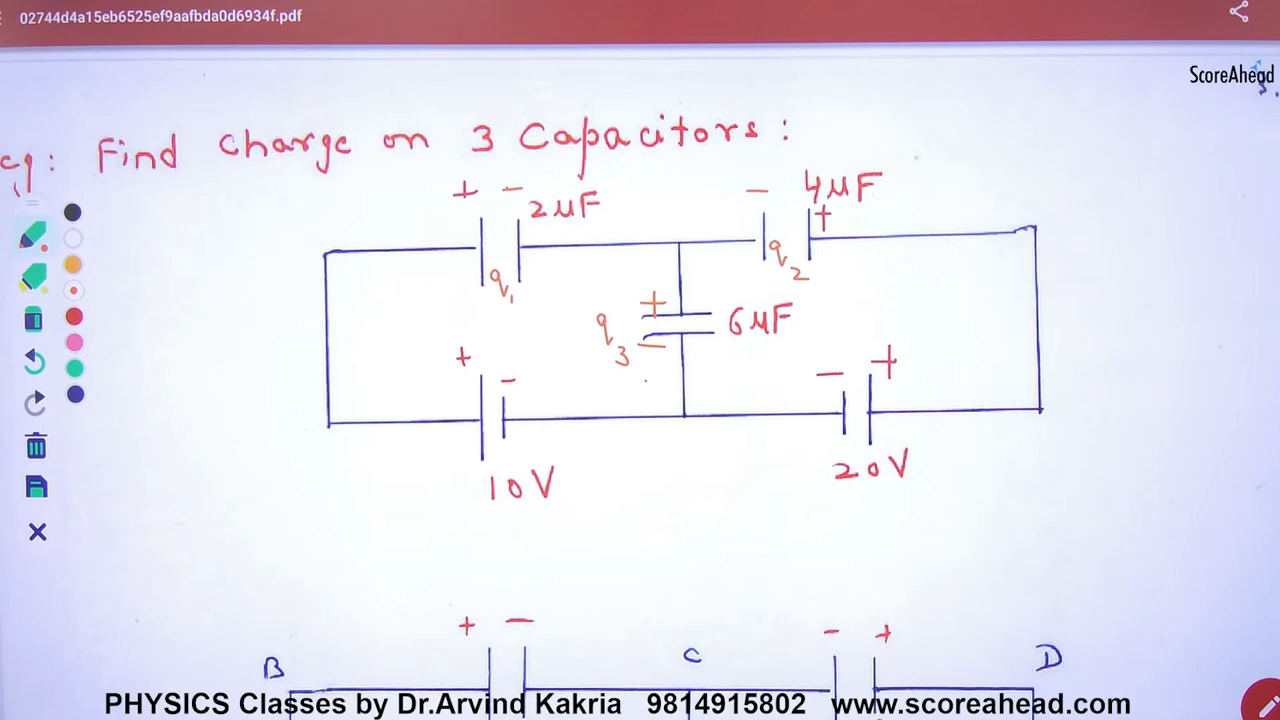 02744d4a15eb6525ef9aafbda0d6934f.pdf
ScoreAhead
eg: Find Charge on 3 Capacitors:
+ - 2μF - 4μF +
q1 q2
+ q3 - 6μF
+ - - +
10V 20V
+ - - +
B C D
PHYSICS Classes by Dr.Arvind Kakria 9814915802 www.scoreahead.com